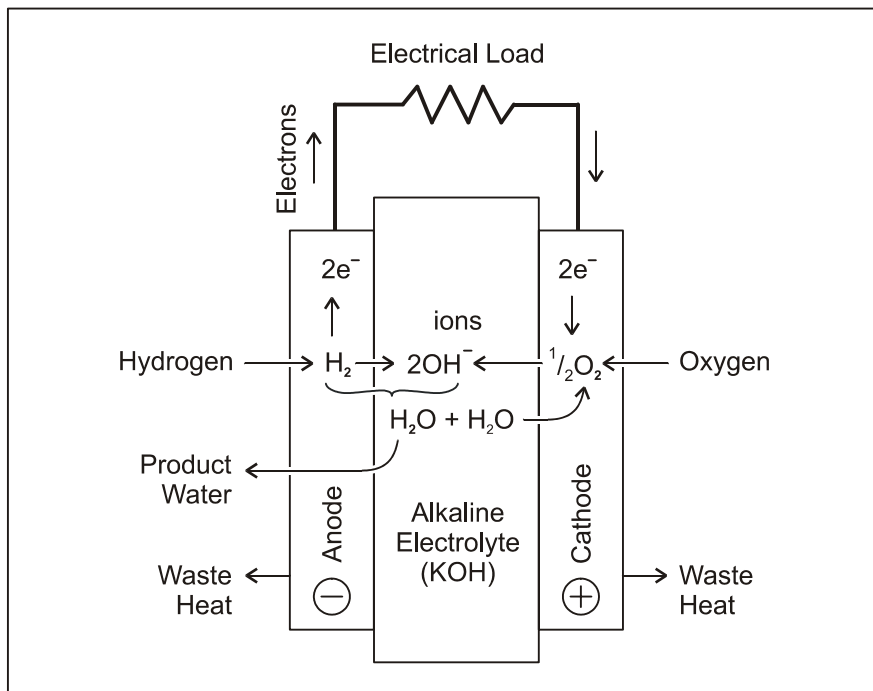 Electrical Load
Electrons
2e⁻
2e⁻
ions
Hydrogen
H₂
2OH⁻
¹/₂O₂
Oxygen
H₂O + H₂O
Product
Water
Anode
Alkaline
Electrolyte
(KOH)
Cathode
Waste
Heat
−
+
Waste
Heat